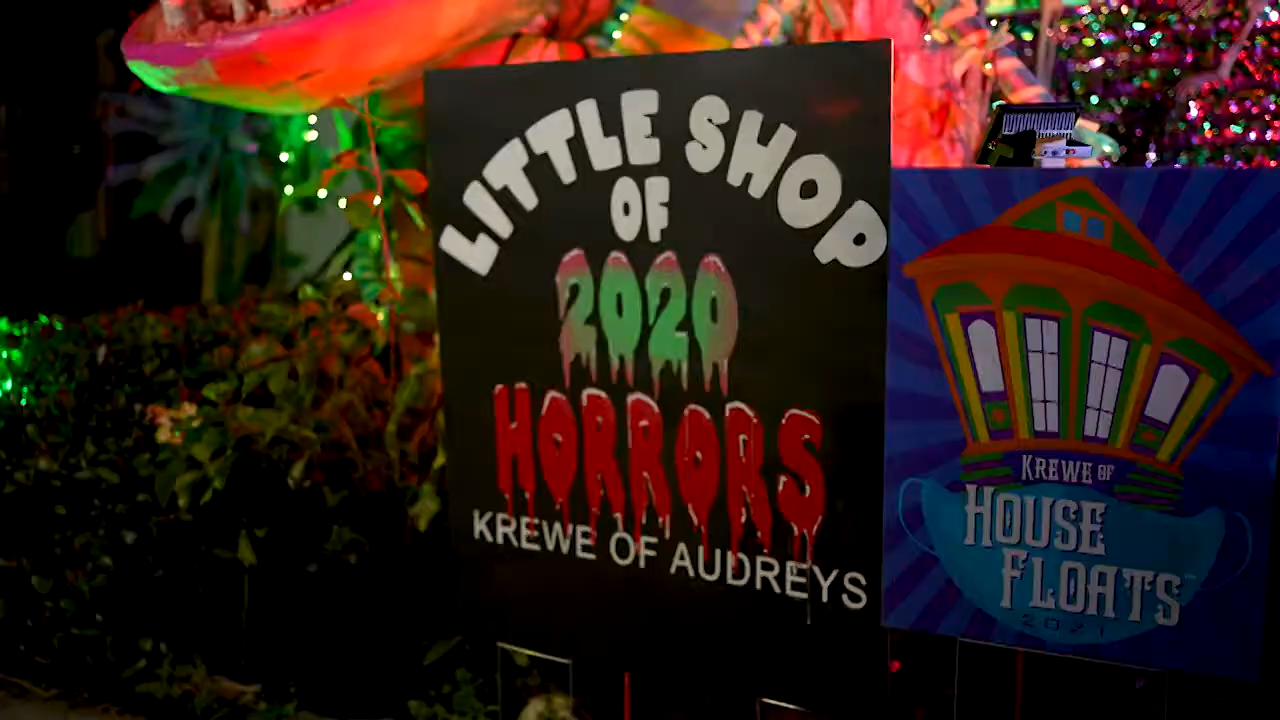 LITTLE SHOP
OF
2020
HORRORS
KREWE OF AUDREYS
KREWE OF
HOUSE
FLOATS
2021